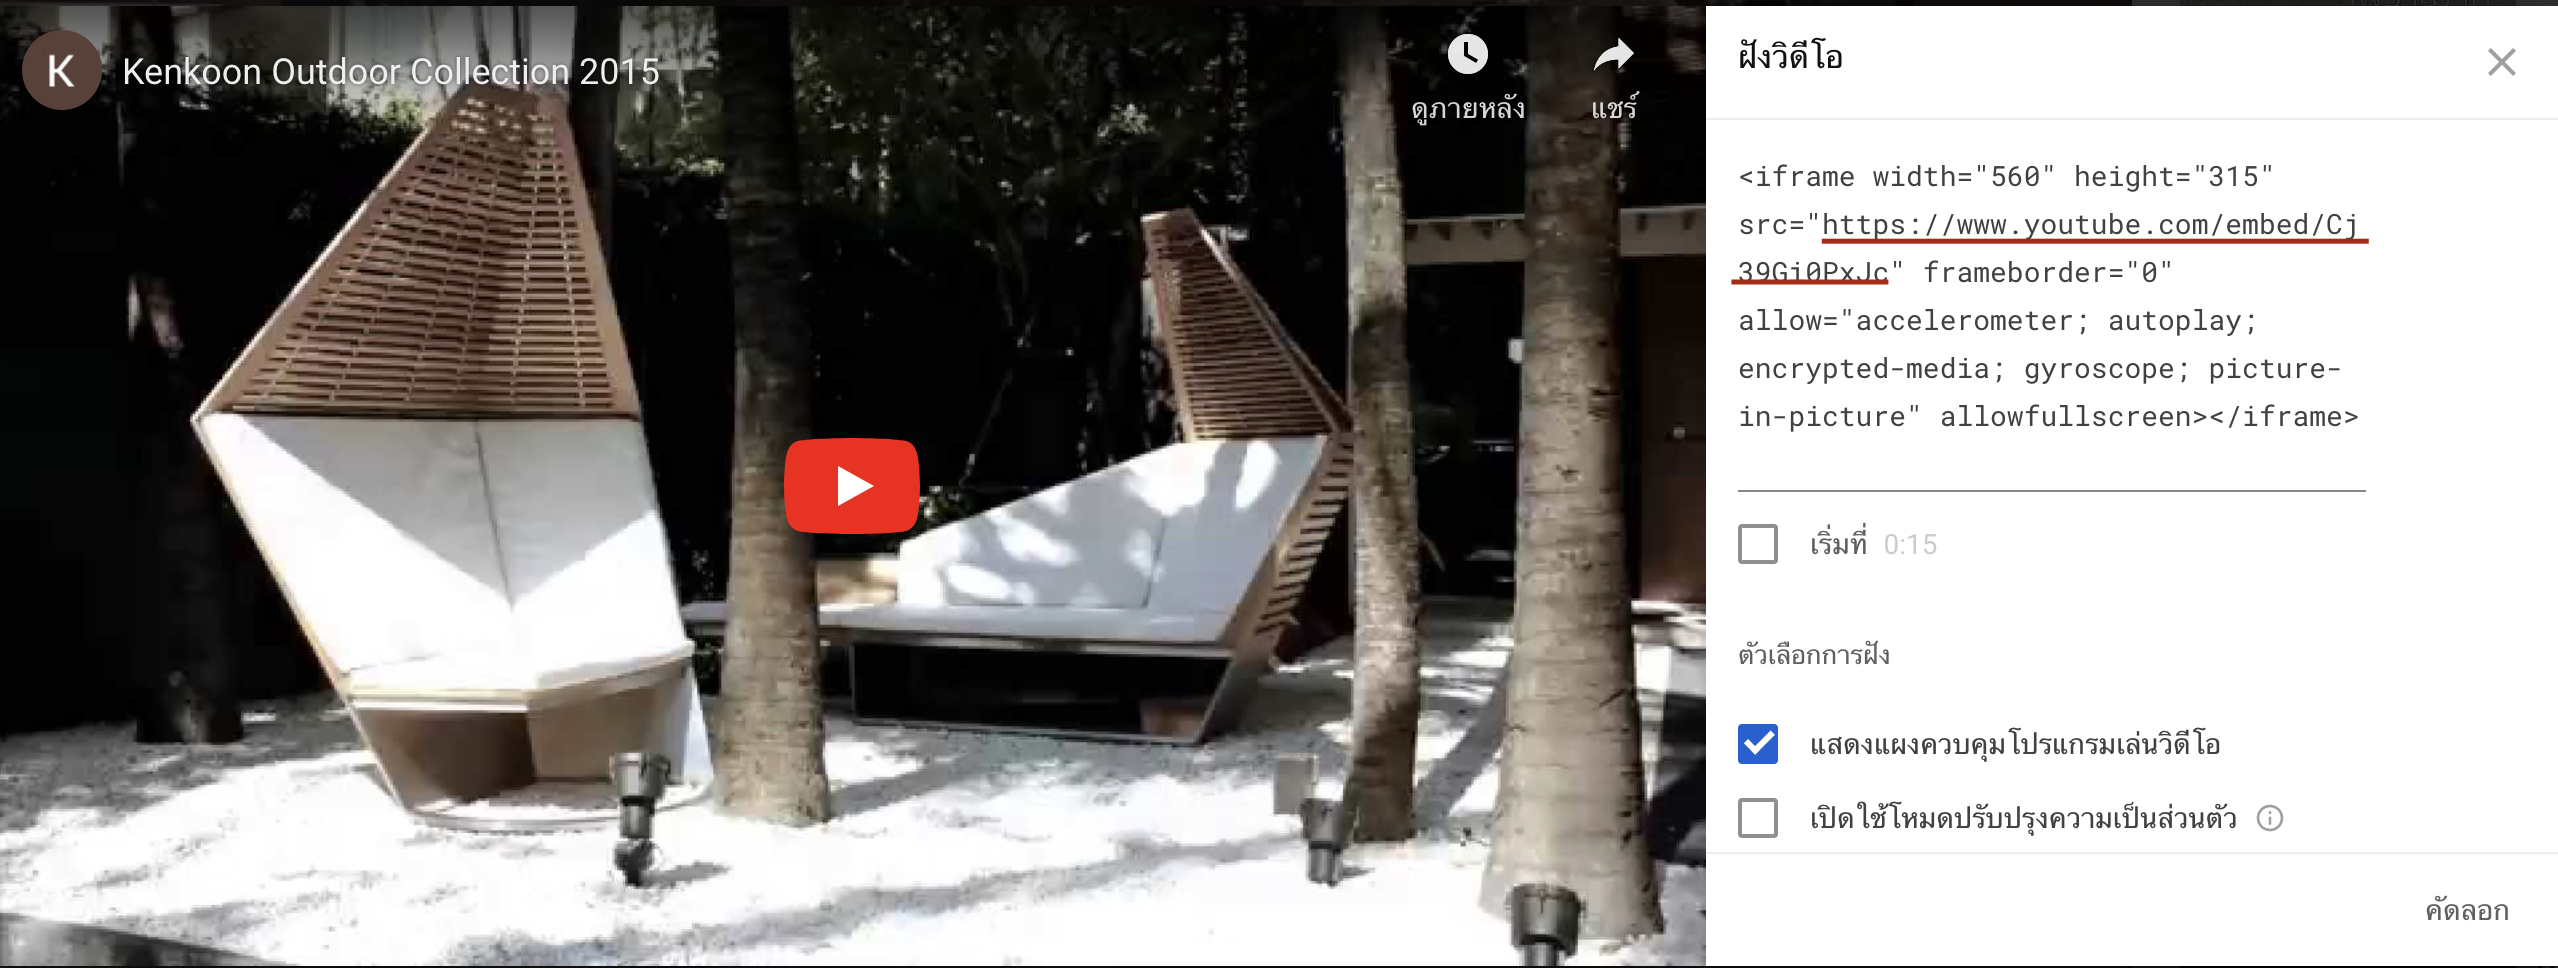 K
Kenkoon Outdoor Collection 2015
ดูภายหลัง
แชร์
ฝังวิดีโอ
<iframe width="560" height="315"
src="https://www.youtube.com/embed/Cj
39Gi0PxJc" frameborder="0"
allow="accelerometer; autoplay;
encrypted-media; gyroscope; picture-
in-picture" allowfullscreen></iframe>
เริ่มที่ 0:15
ตัวเลือกการฝัง
แสดงแผงควบคุมโปรแกรมเล่นวิดีโอ
เปิดใช้โหมดปรับปรุงความเป็นส่วนตัว
คัดลอก